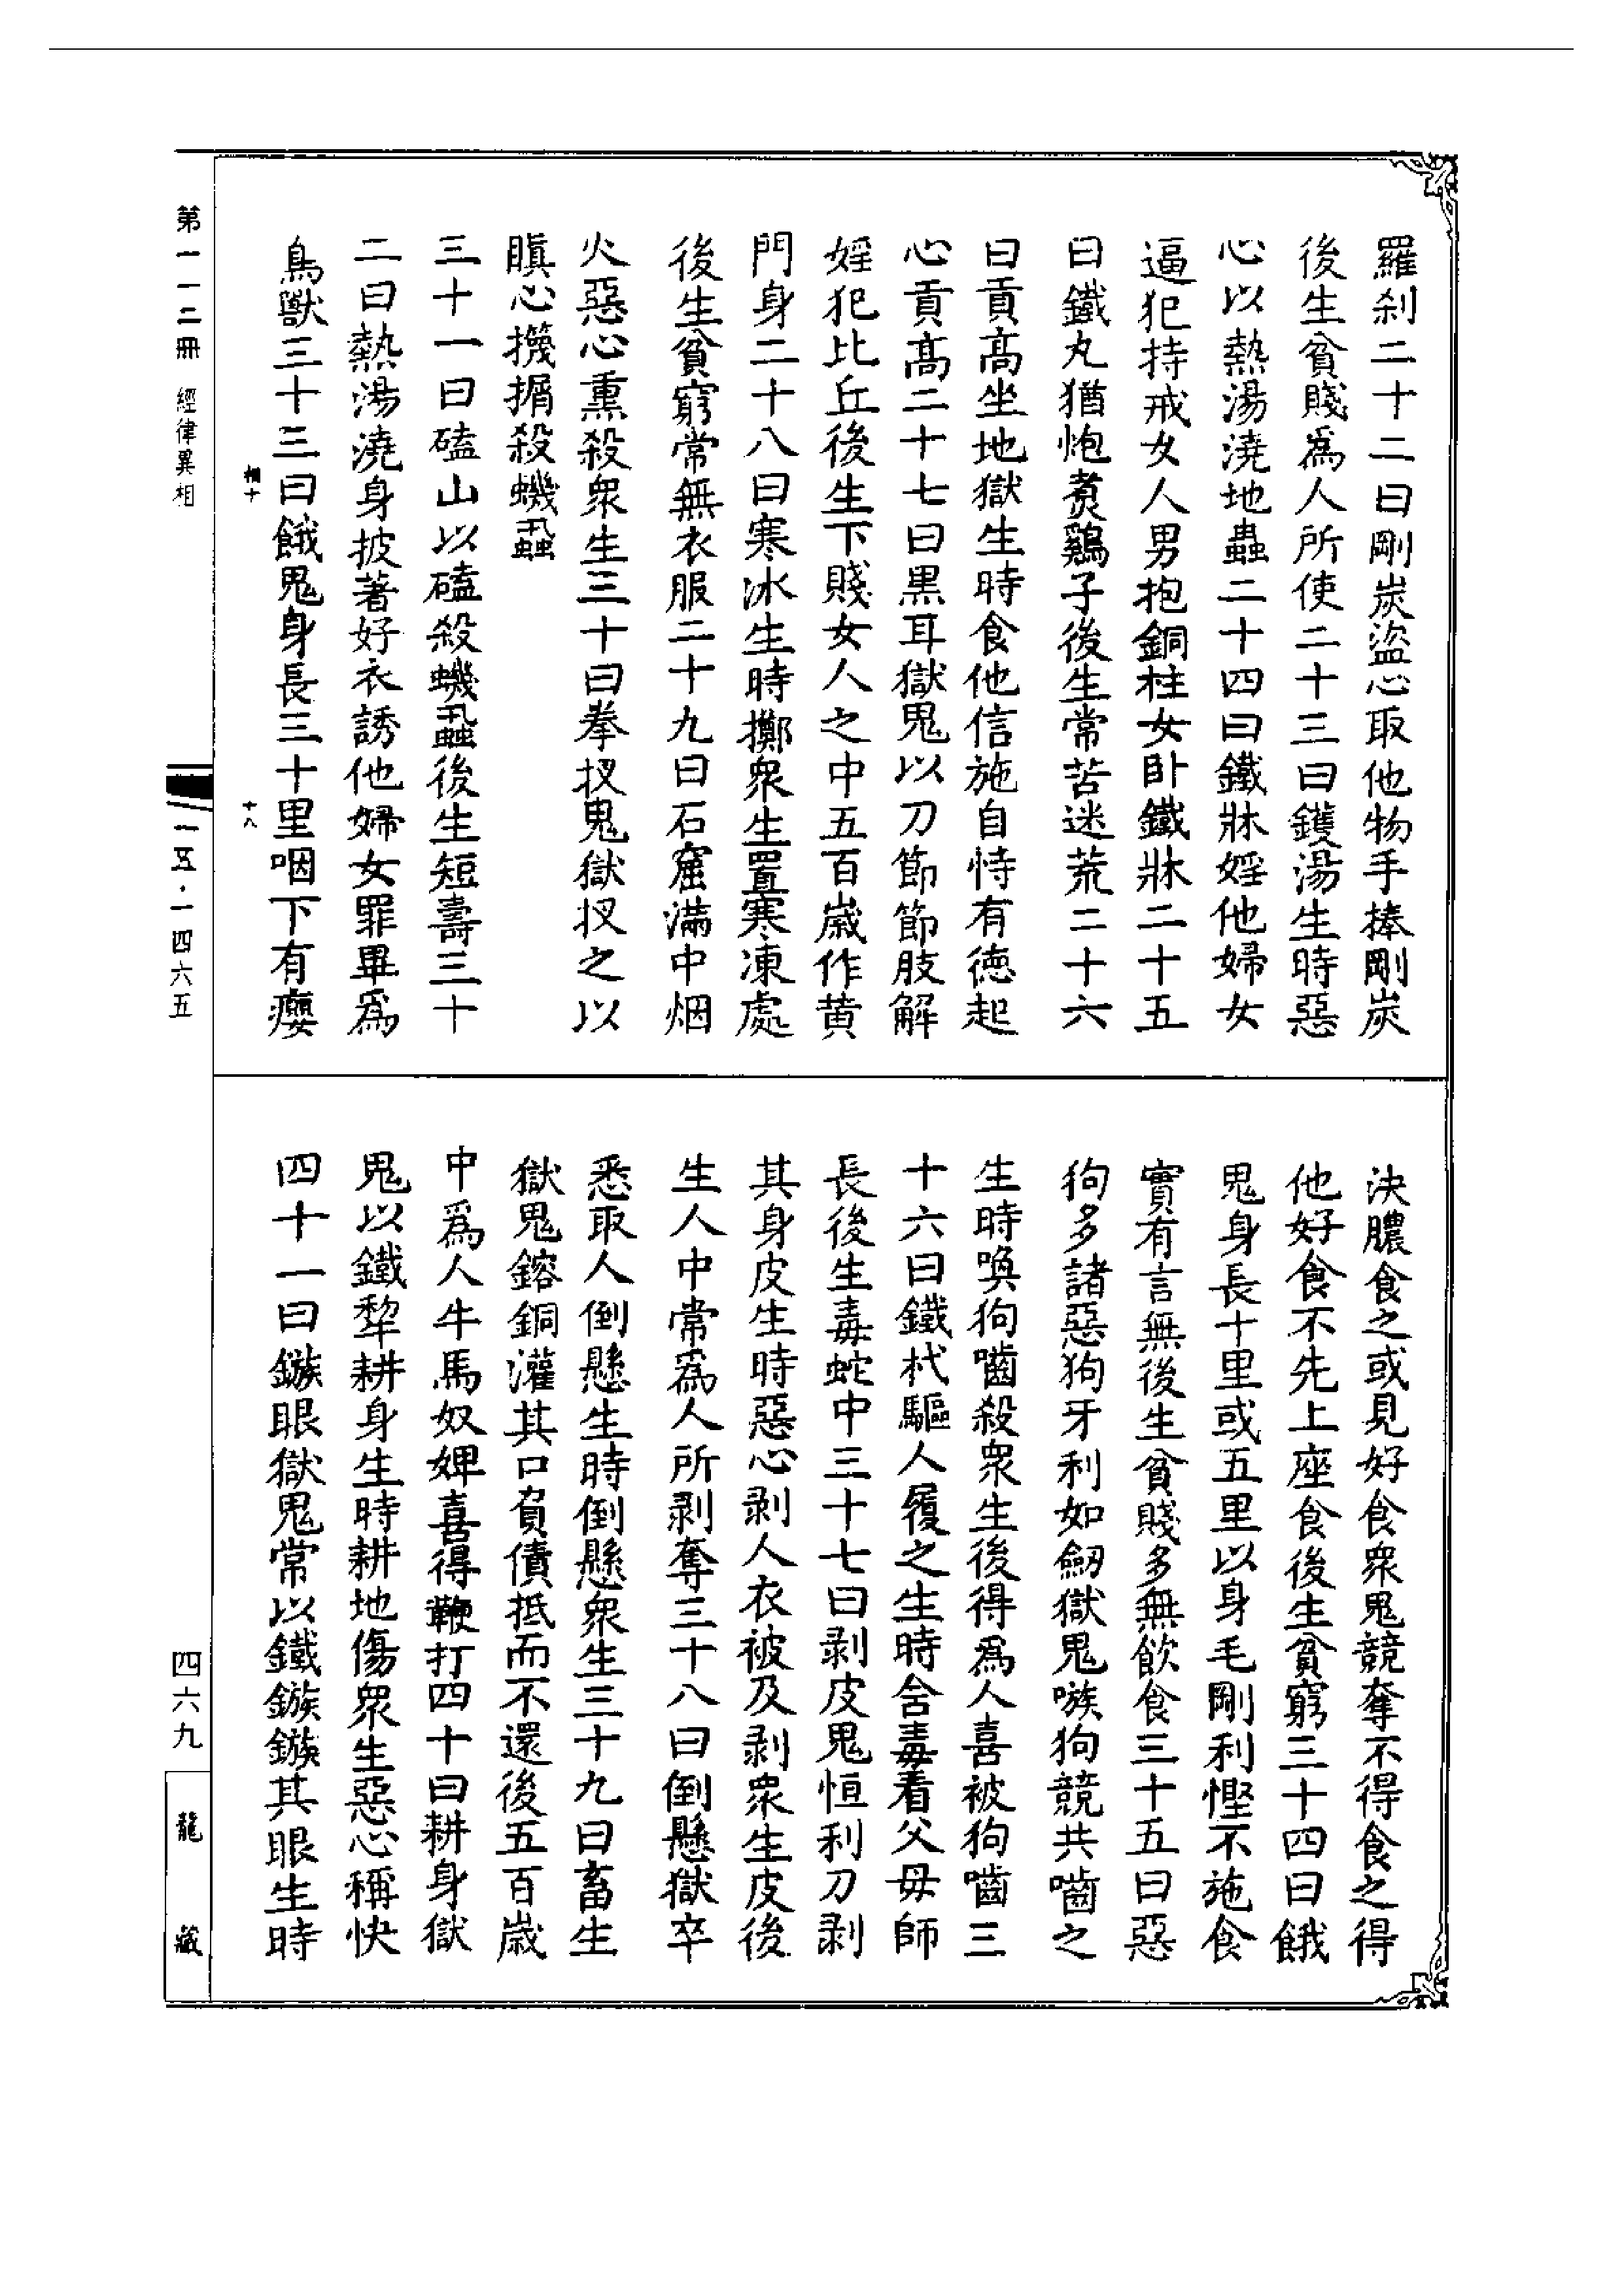 羅刹二十二曰剛炭盜心取他物手捧剛炭
後生貧賤爲人所使二十三曰鑊湯生時惡
心以熱湯澆地蟲二十四曰鐵牀婬他婦女
逼犯持戒女人男抱銅柱女卧鐵牀二十五
曰鐵丸猶炮煑鷄子後生常苦迷荒二十六
曰貢高坐地獄生時食他信施自恃有德起
心貢高二十七曰黑耳獄鬼以刀節節肢解
婬犯比丘後生下賤女人之中五百歲作黄
門身二十八曰寒冰生時擲衆生置寒凍處
後生貧窮常無衣服二十九曰石窟滿中烟
火惡心熏殺衆生三十曰拳扠鬼獄扠之以
瞋心擑搰殺蟣蝨
三十一曰磕山以磕殺蟣蝨後生短壽三十
二曰熱湯澆身披著好衣誘他婦女罪畢爲
鳥獸三十三曰餓鬼身長三十里咽下有癭
決膿食之或見好食衆鬼競奪不得食之得
他好食不先上座食後生貧窮三十四曰餓
鬼身長十里或五里以身毛剛利慳不施食
實有言無後生貧賤多無飲食三十五曰惡
狗多諸惡狗牙利如劒獄鬼嗾狗競共嚙之
生時喚狗嚙殺衆生後得爲人喜被狗嚙三
十六曰鐵杙驅人履之生時舍毒看父母師
長後生毒蛇中三十七曰剥皮鬼恒利刀剥
其身皮生時惡心剥人衣被及剥衆生皮後
生人中常爲人所剥奪三十八曰倒懸獄卒
悉取人倒懸生時倒懸衆生三十九曰畜生
獄鬼鎔銅灌其口負債抵而不還後五百歲
中爲人牛馬奴婢喜得鞭打四十曰耕身獄
鬼以鐵犂耕身生時耕地傷衆生惡心稱快
四十一曰鏃眼獄鬼常以鐵鏃鏃其眼生時
第一一二冊 經律異相
相十
十八
一五·一四六五
四六九
龍藏